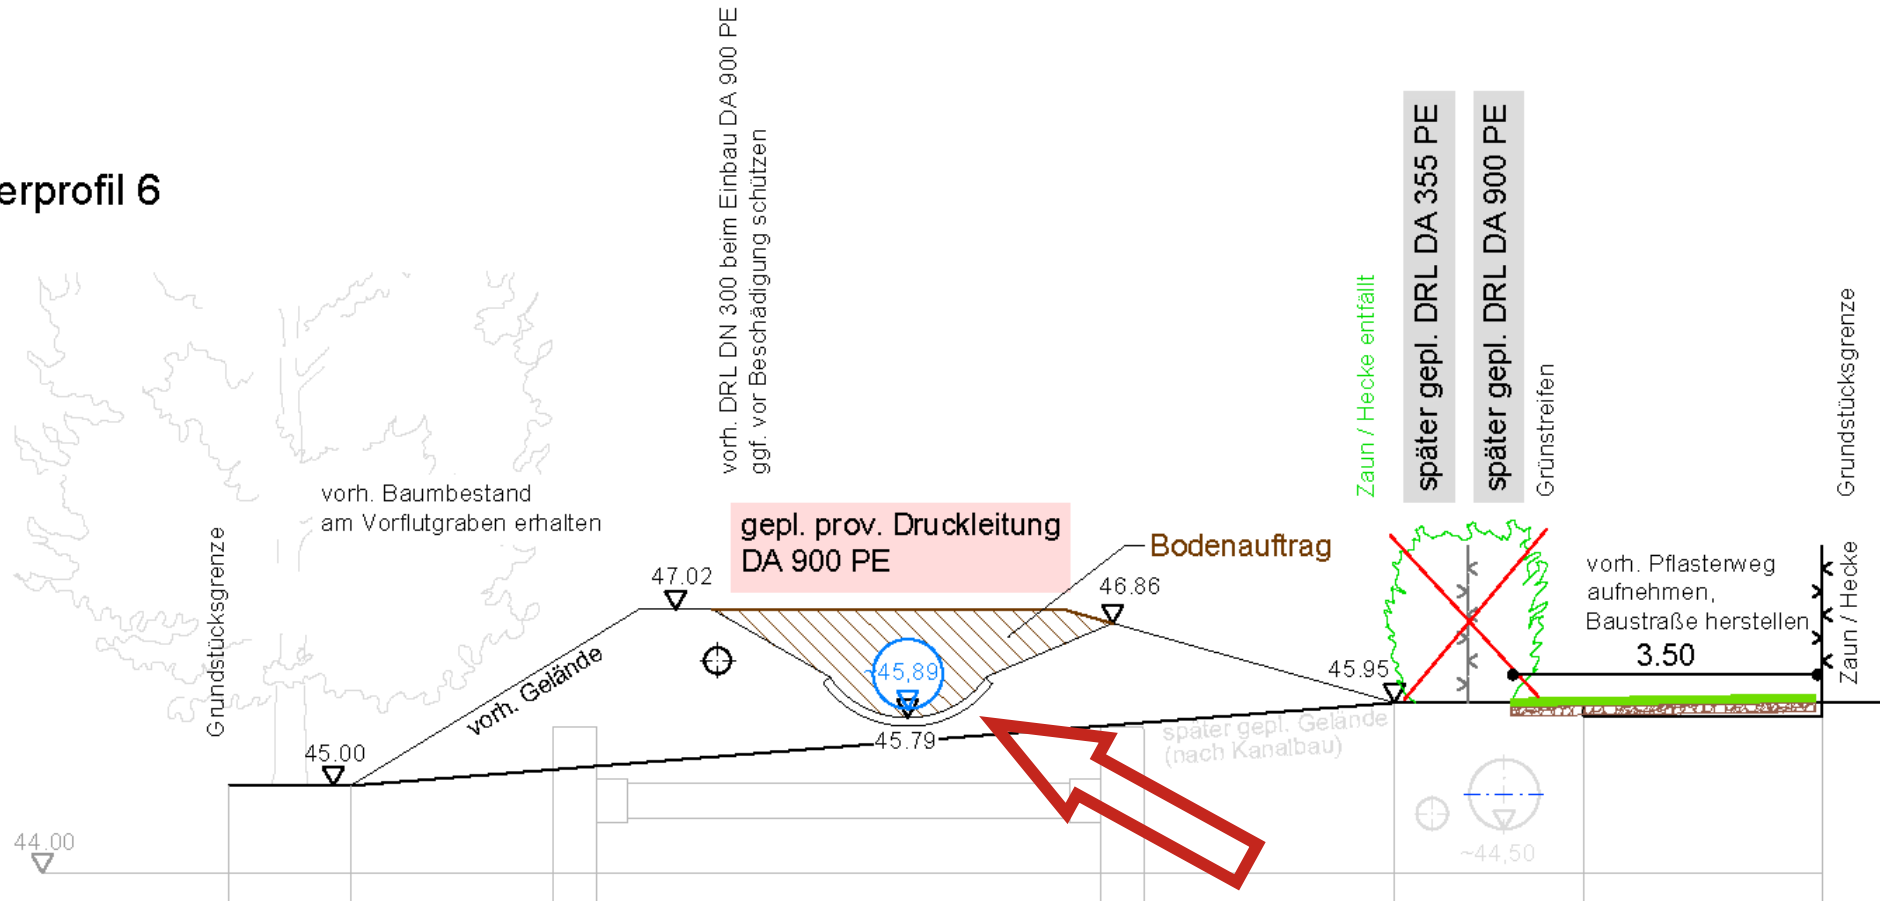 erprofil 6
vorh. DRL DN 300 beim Einbau DA 900 PE
ggf. vor Beschädigung schützen
Zaun / Hecke entfällt
später gepl. DRL DA 355 PE
später gepl. DRL DA 900 PE
Grünstreifen
Grundstücksgrenze
vorh. Baumbestand
am Vorflutgraben erhalten
Grundstücksgrenze
gepl. prov. Druckleitung
DA 900 PE
Bodenauftrag
47.02
46.86
vorh. Pflasterweg
aufnehmen,
Baustraße herstellen
3.50
Zaun / Hecke
vorh. Gelände
~45,89
45.95
45.79
später gepl. Gelände
(nach Kanalbau)
45.00
44.00
~44,50